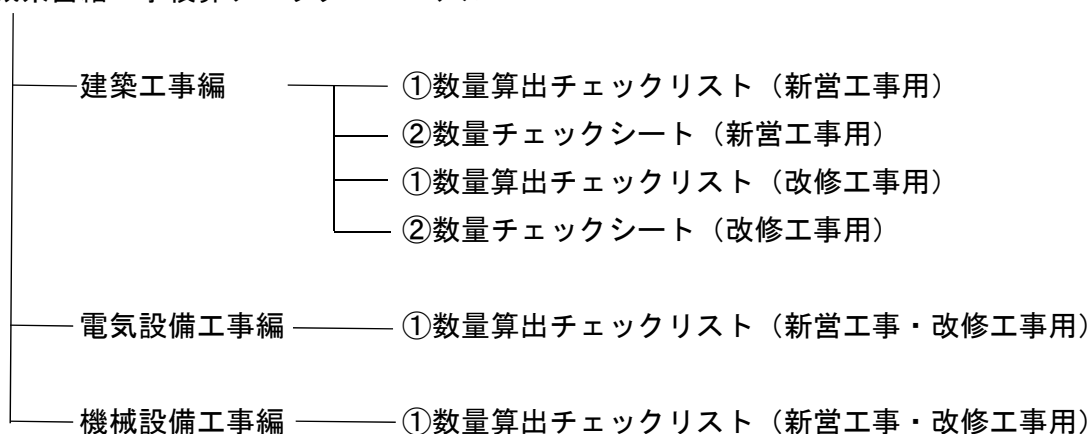 建築工事編 ①数量算出チェックリスト（新営工事用）
②数量チェックシート（新営工事用）
①数量算出チェックリスト（改修工事用）
②数量チェックシート（改修工事用）
電気設備工事編 ①数量算出チェックリスト（新営工事・改修工事用）
機械設備工事編 ①数量算出チェックリスト（新営工事・改修工事用）